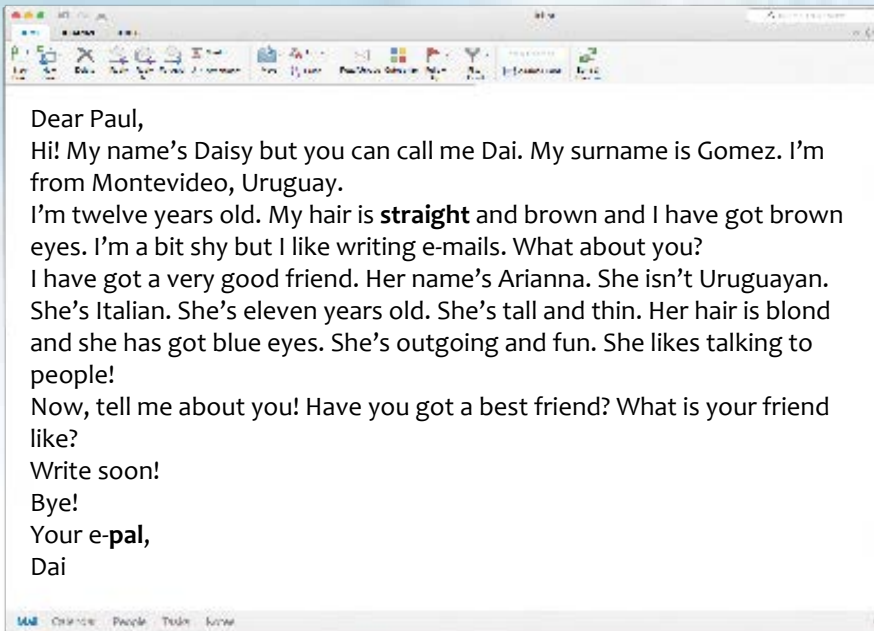 Dear Paul,
Hi! My name's Daisy but you can call me Dai. My surname is Gomez. I'm
from Montevideo, Uruguay.
I'm twelve years old. My hair is straight and brown and I have got brown
eyes. I'm a bit shy but I like writing e-mails. What about you?
I have got a very good friend. Her name's Arianna. She isn't Uruguayan.
She's Italian. She's eleven years old. She's tall and thin. Her hair is blond
and she has got blue eyes. She's outgoing and fun. She likes talking to
people!
Now, tell me about you! Have you got a best friend? What is your friend
like?
Write soon!
Bye!
Your e-pal,
Dai
Mail Calendar People Tasks Notes